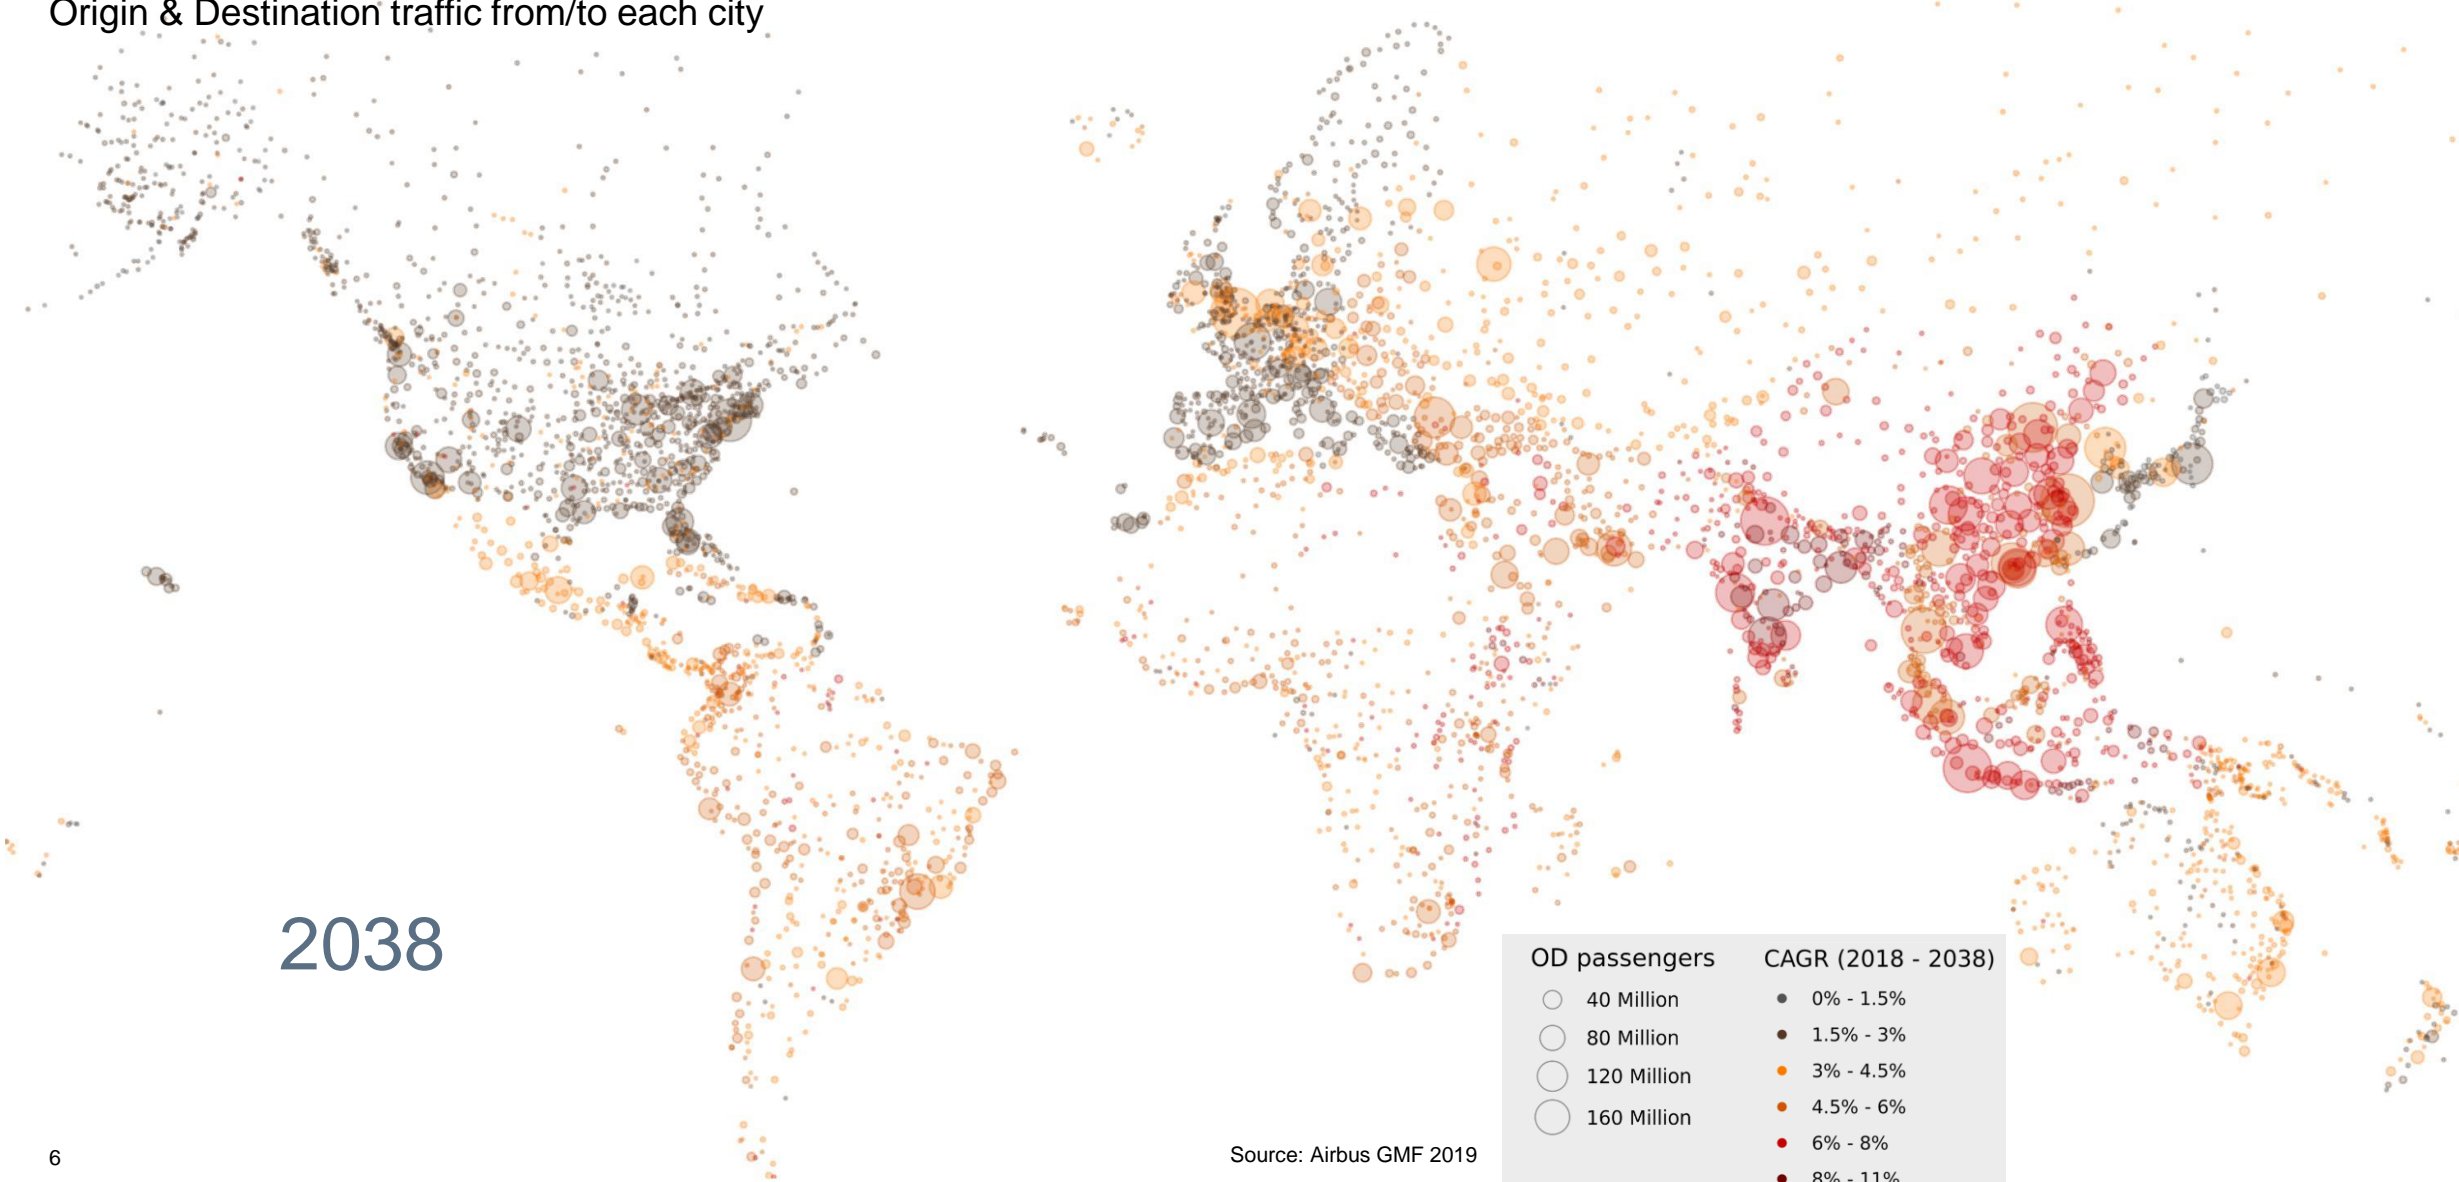 Origin & Destination traffic from/to each city
2038
OD passengers
40 Million
80 Million
120 Million
160 Million
CAGR (2018 - 2038)
0% - 1.5%
1.5% - 3%
3% - 4.5%
4.5% - 6%
6% - 8%
8% - 11%
6
Source: Airbus GMF 2019